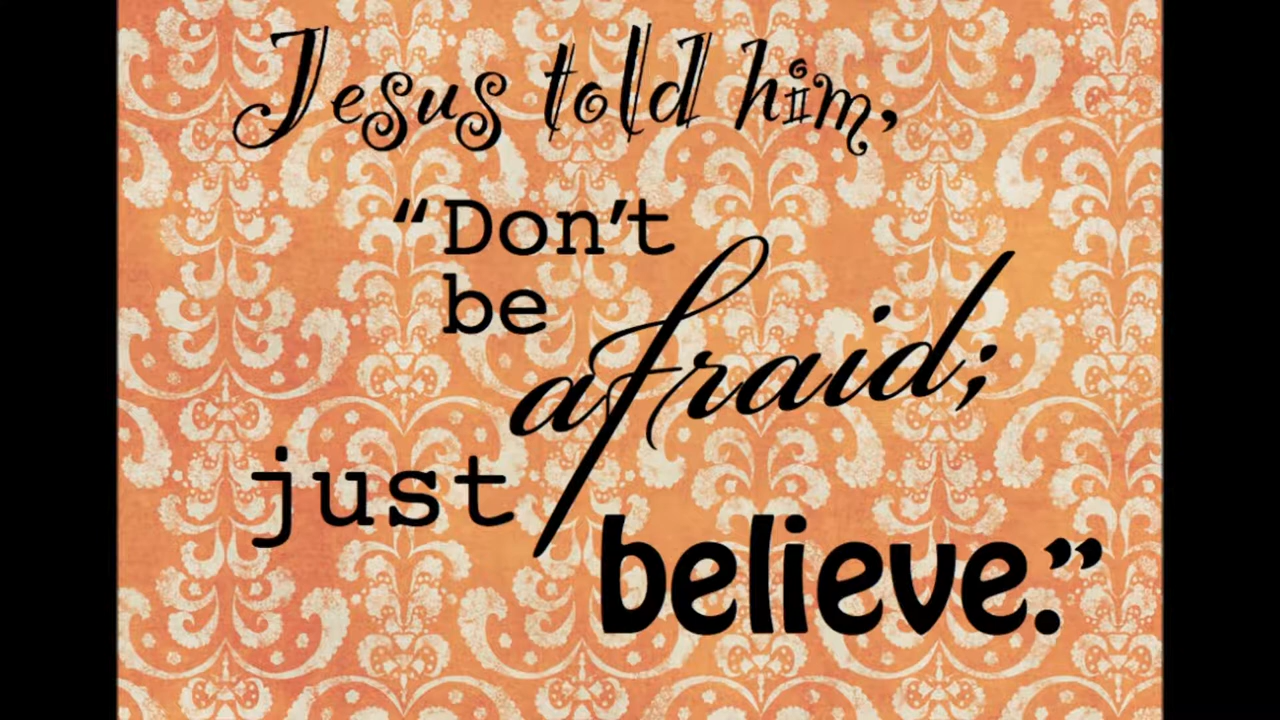 Jesus told him,
“Don’t
be
afraid;
just
believe.”